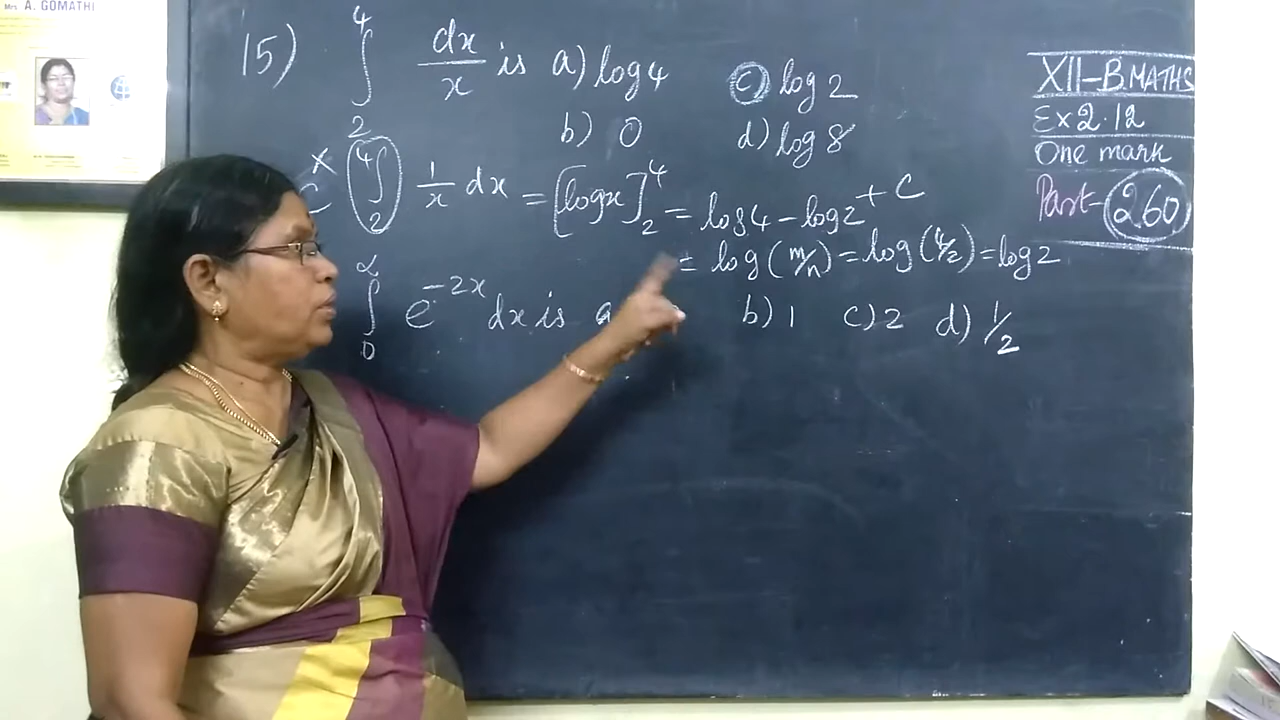 Mrs A. GOMATHI
15) ∫₂⁴ dx/x is a) log 4 c) log 2
b) 0 d) log 8
∫₂⁴ 1/x dx = [log x]₂⁴ = log 4 - log 2 + C
= log (m/n) = log (4/2) = log 2
∫₀^∝ e^{-2x} dx is a b) 1 c) 2 d) 1/2
XII-B.MATHS
Ex 2.12
One mark
Part-260